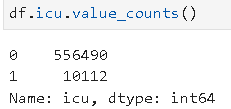 df.icu.value_counts()
0    556490
1     10112
Name: icu, dtype: int64